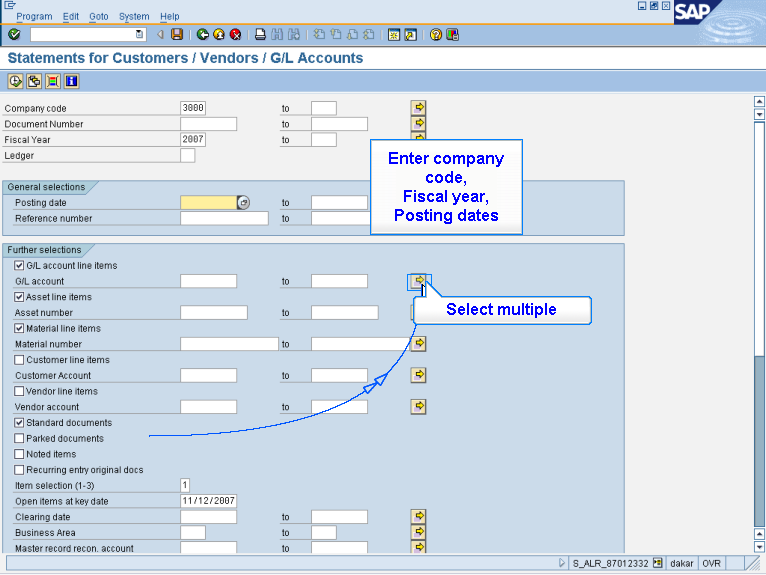 Program Edit Goto System Help
SAP
Statements for Customers / Vendors / G/L Accounts
Company code 3000 to
Document Number to
Fiscal Year 2007 to
Ledger
Enter company
code,
Fiscal year,
Posting dates
General selections
Posting date to
Reference number to
Further selections
G/L account line items
G/L account to
Asset line items
Select multiple
Asset number to
Material line items
Material number to
Customer line items
Customer Account to
Vendor line items
Vendor account to
Standard documents
Parked documents
Noted items
Recurring entry original docs
Item selection (1-3) 1
Open items at key date 11/12/2007
Clearing date to
Business Area to
Master record recon. account to
S_ALR_87012332 dakar OVR